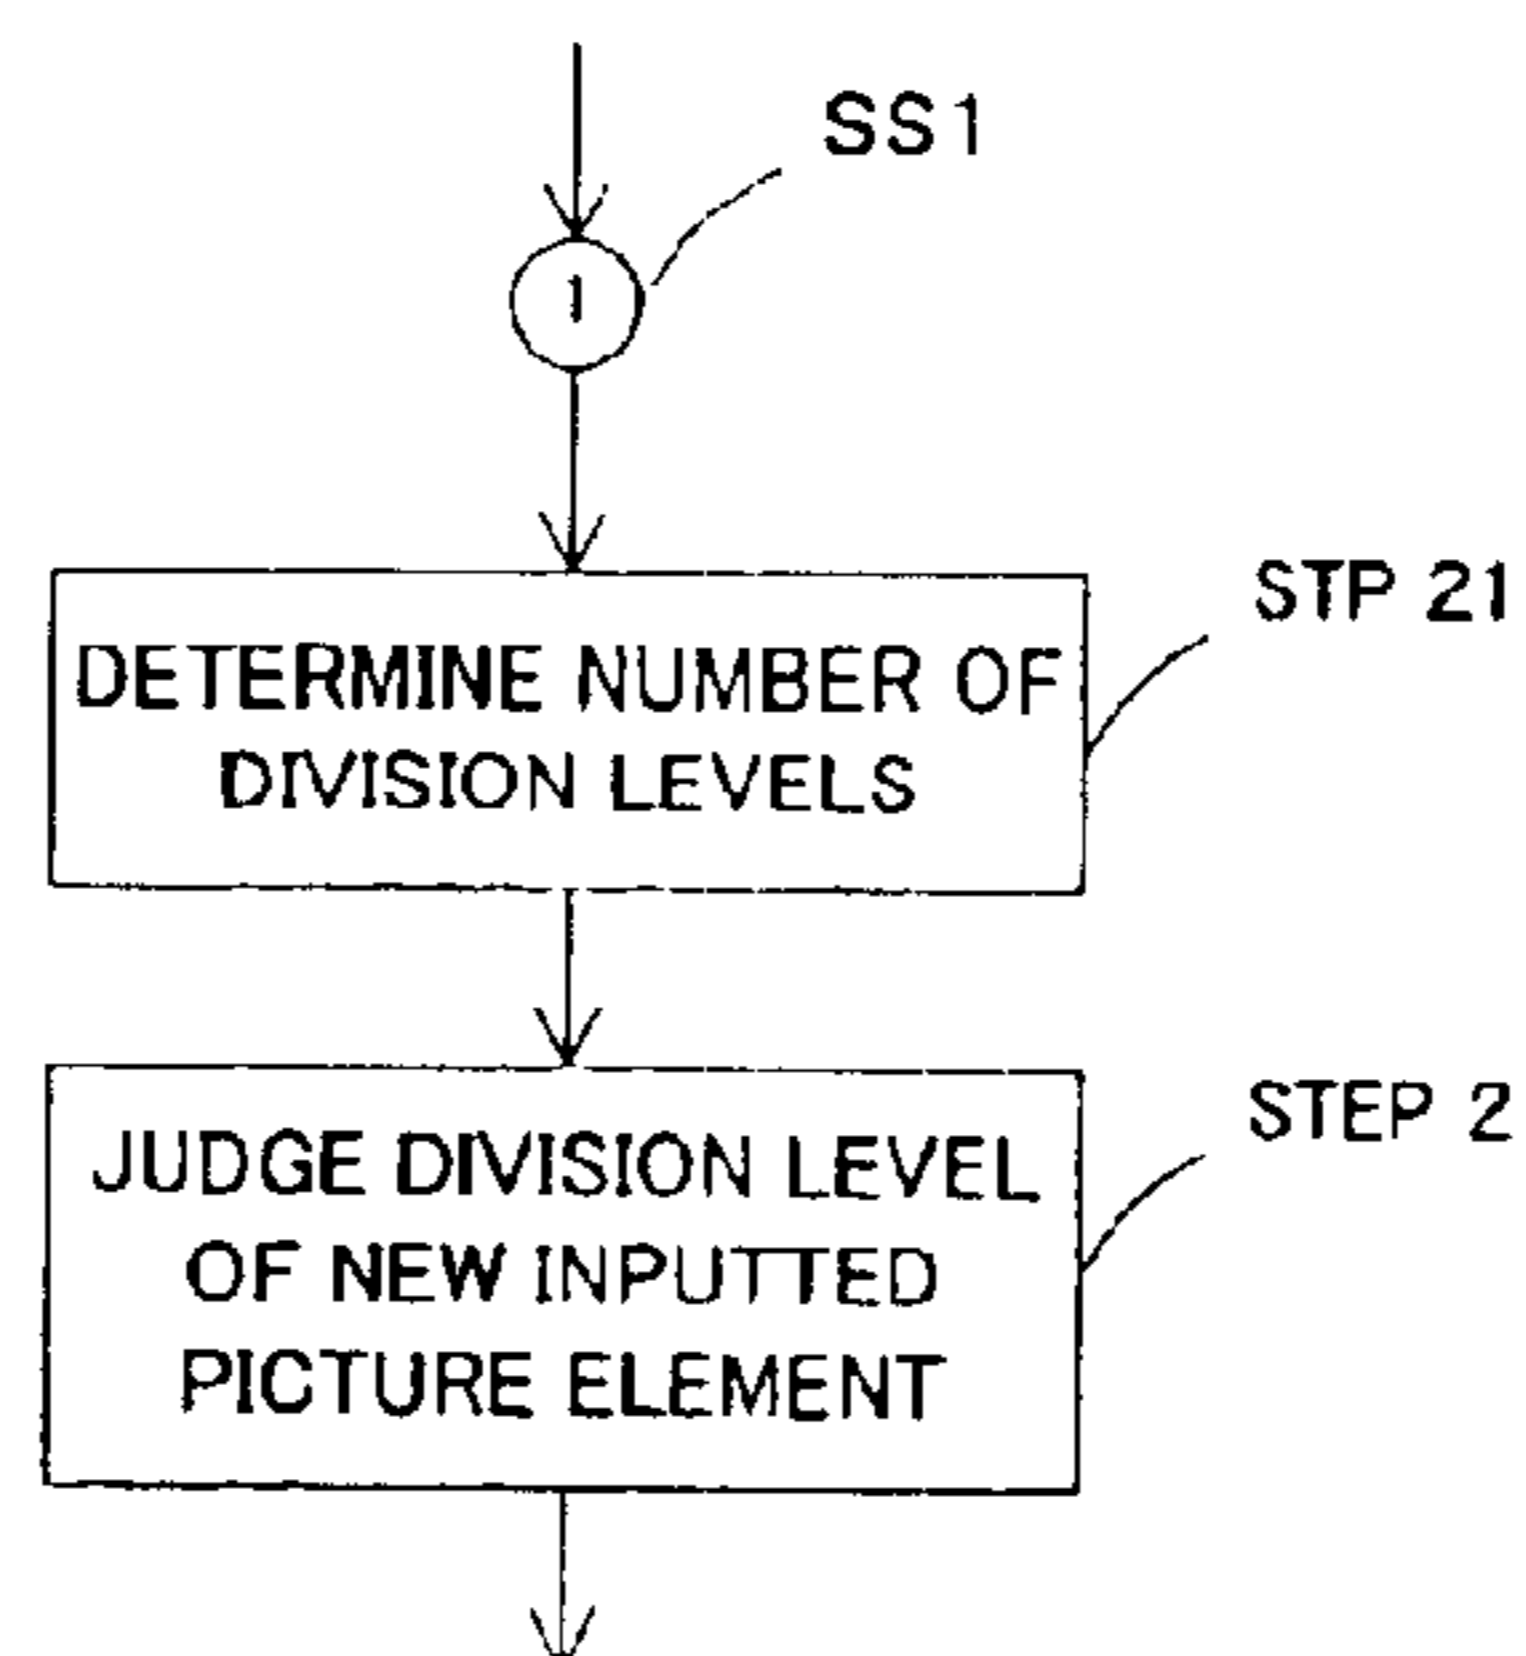 SS1
1
STP 21
DETERMINE NUMBER OF
DIVISION LEVELS
STEP 2
JUDGE DIVISION LEVEL
OF NEW INPUTTED
PICTURE ELEMENT